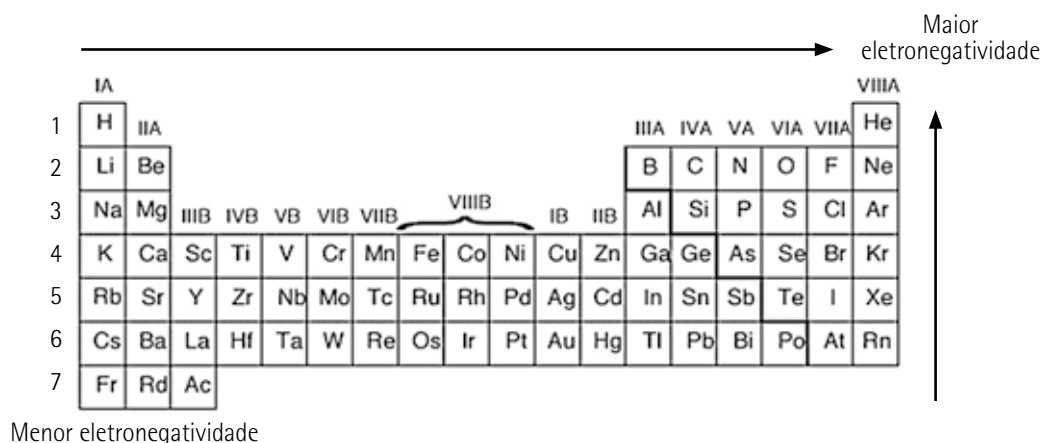 Maior
eletronegatividade
IA VIIIA
1 H IIA IIIA IVA VA VIA VIIA He
2 Li Be B C N O F Ne
3 Na Mg IIIB IVB VB VIB VIIB VIIIB IB IIB Al Si P S Cl Ar
4 K Ca Sc Ti V Cr Mn Fe Co Ni Cu Zn Ga Ge As Se Br Kr
5 Rb Sr Y Zr Nb Mo Tc Ru Rh Pd Ag Cd In Sn Sb Te I Xe
6 Cs Ba La Hf Ta W Re Os Ir Pt Au Hg Tl Pb Bi Po At Rn
7 Fr Rd Ac
Menor eletronegatividade